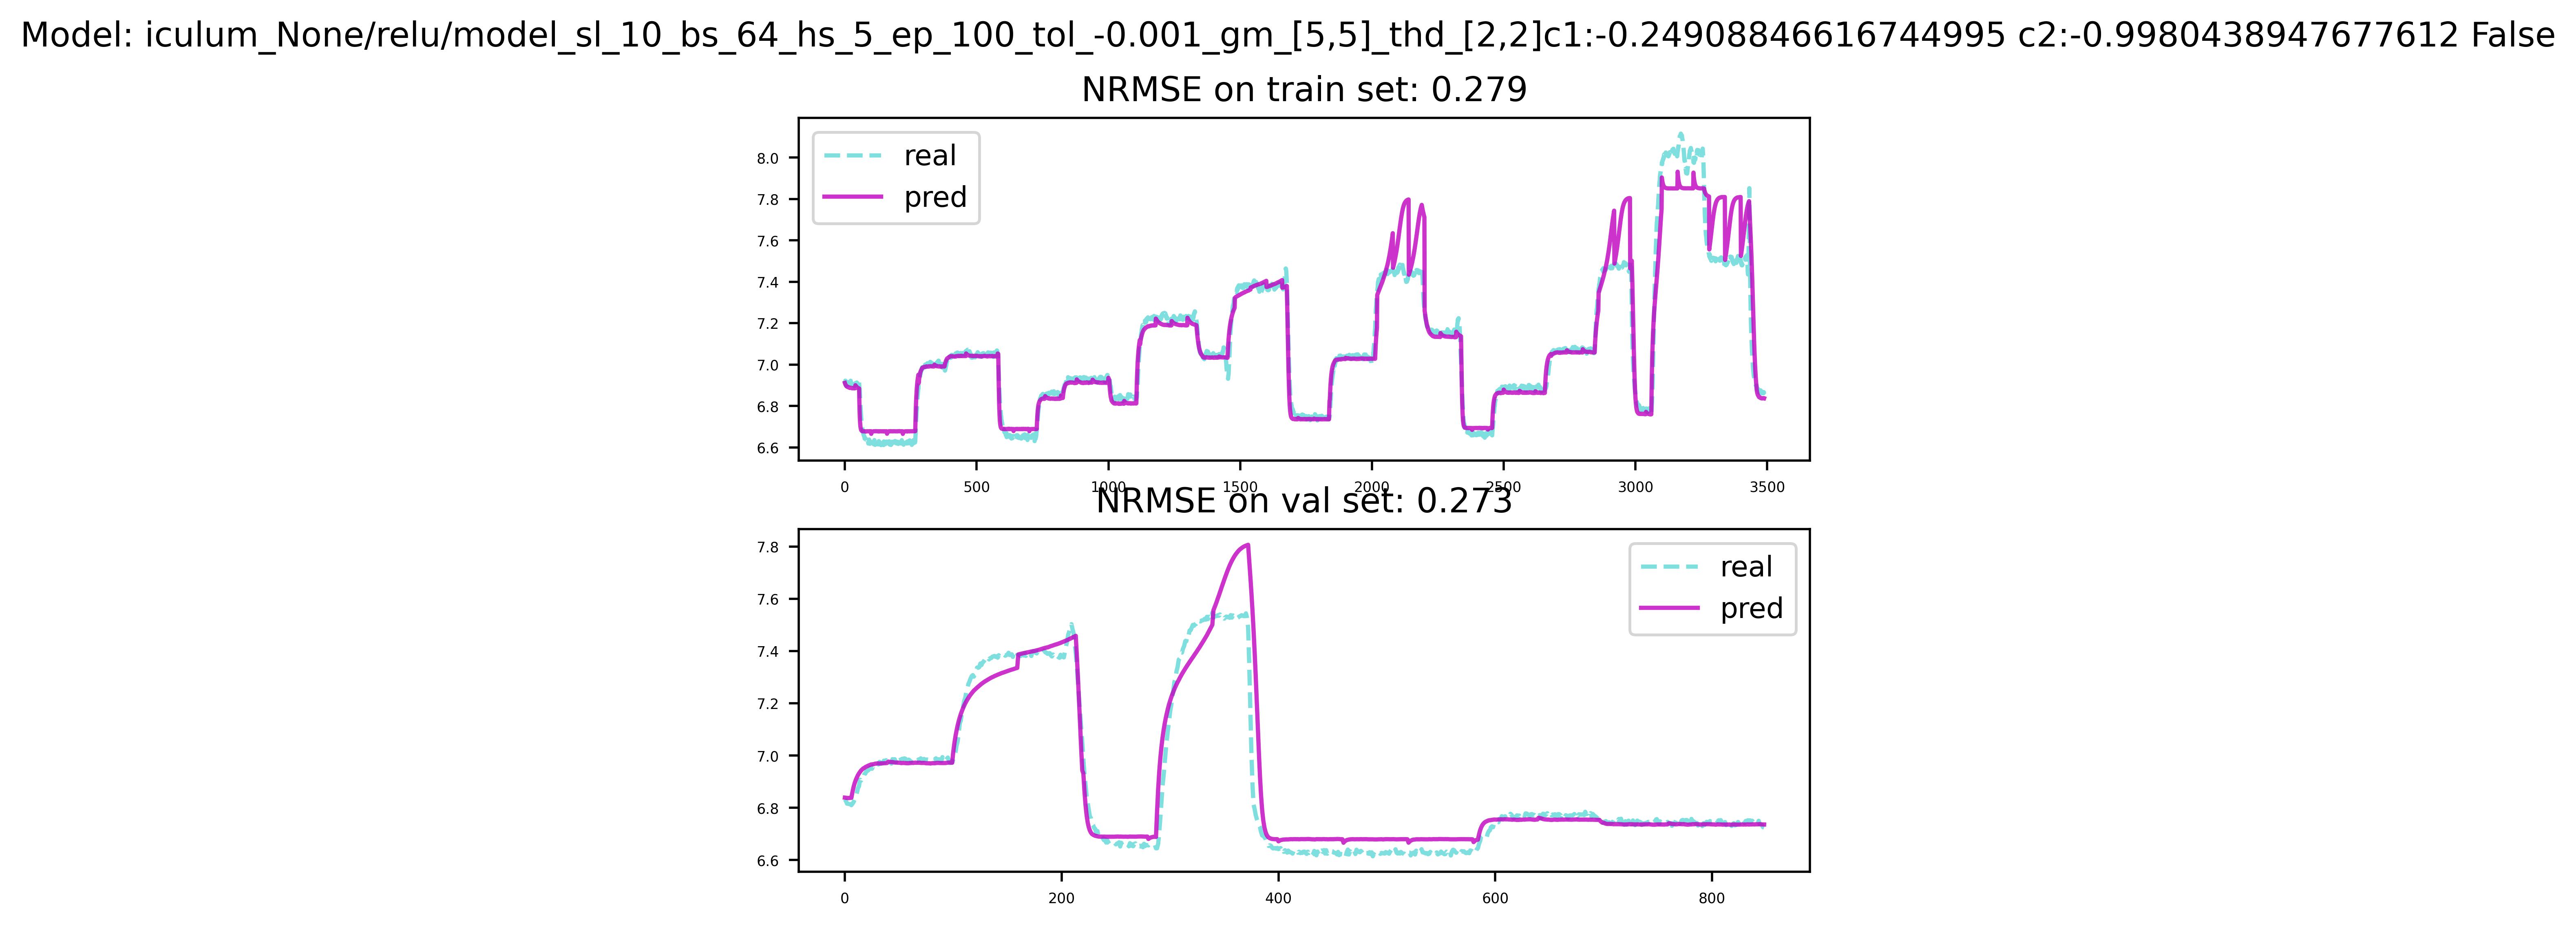 Model: iculum_None/relu/model_sl_10_bs_64_hs_5_ep_100_tol_-0.001_gm_[5,5]_thd_[2,2]c1:-0.24908846616744995 c2:-0.9980438947677612 False
NRMSE on train set: 0.279
real
pred
8.0
7.8
7.6
7.4
7.2
7.0
6.8
6.6
0 500 1000 1500 2000 2500 3000 3500
NRMSE on val set: 0.273
real
pred
7.8
7.6
7.4
7.2
7.0
6.8
6.6
0 200 400 600 800